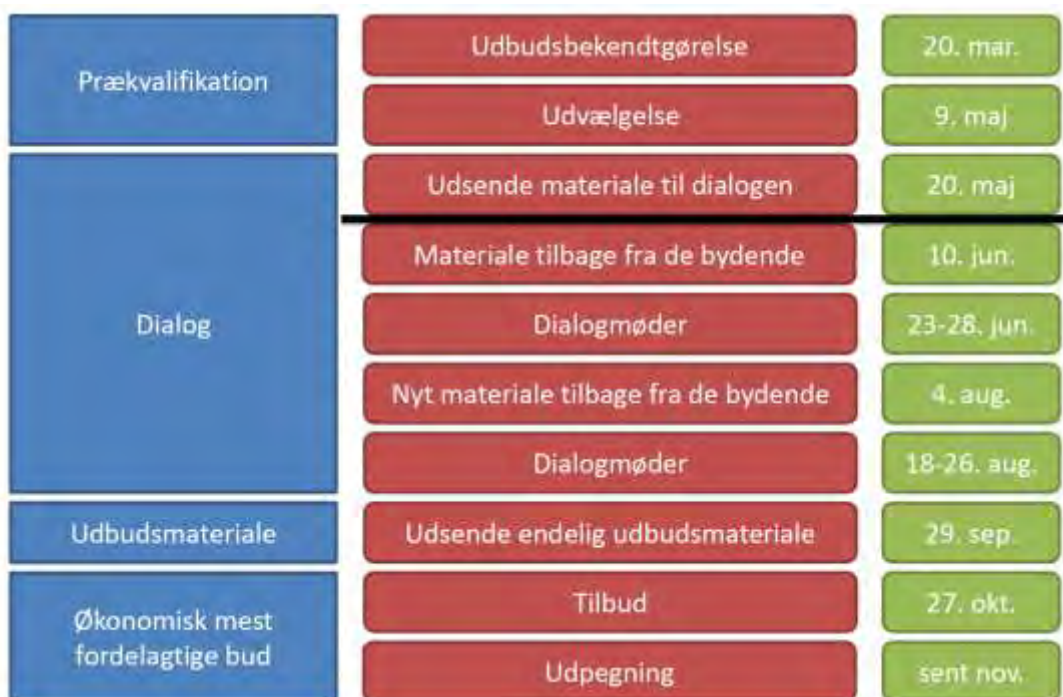 Prækvalifikation
Udbudsbekendtgørelse
20. mar.
Udvælgelse
9. maj
Dialog
Udsende materiale til dialogen
20. maj
Materiale tilbage fra de bydende
10. jun.
Dialogmøder
23-28. jun.
Nyt materiale tilbage fra de bydende
4. aug.
Dialogmøder
18-26. aug.
Udbudsmateriale
Udsende endelig udbudsmateriale
29. sep.
Økonomisk mest
fordelagtige bud
Tilbud
27. okt.
Udpegning
sent nov.